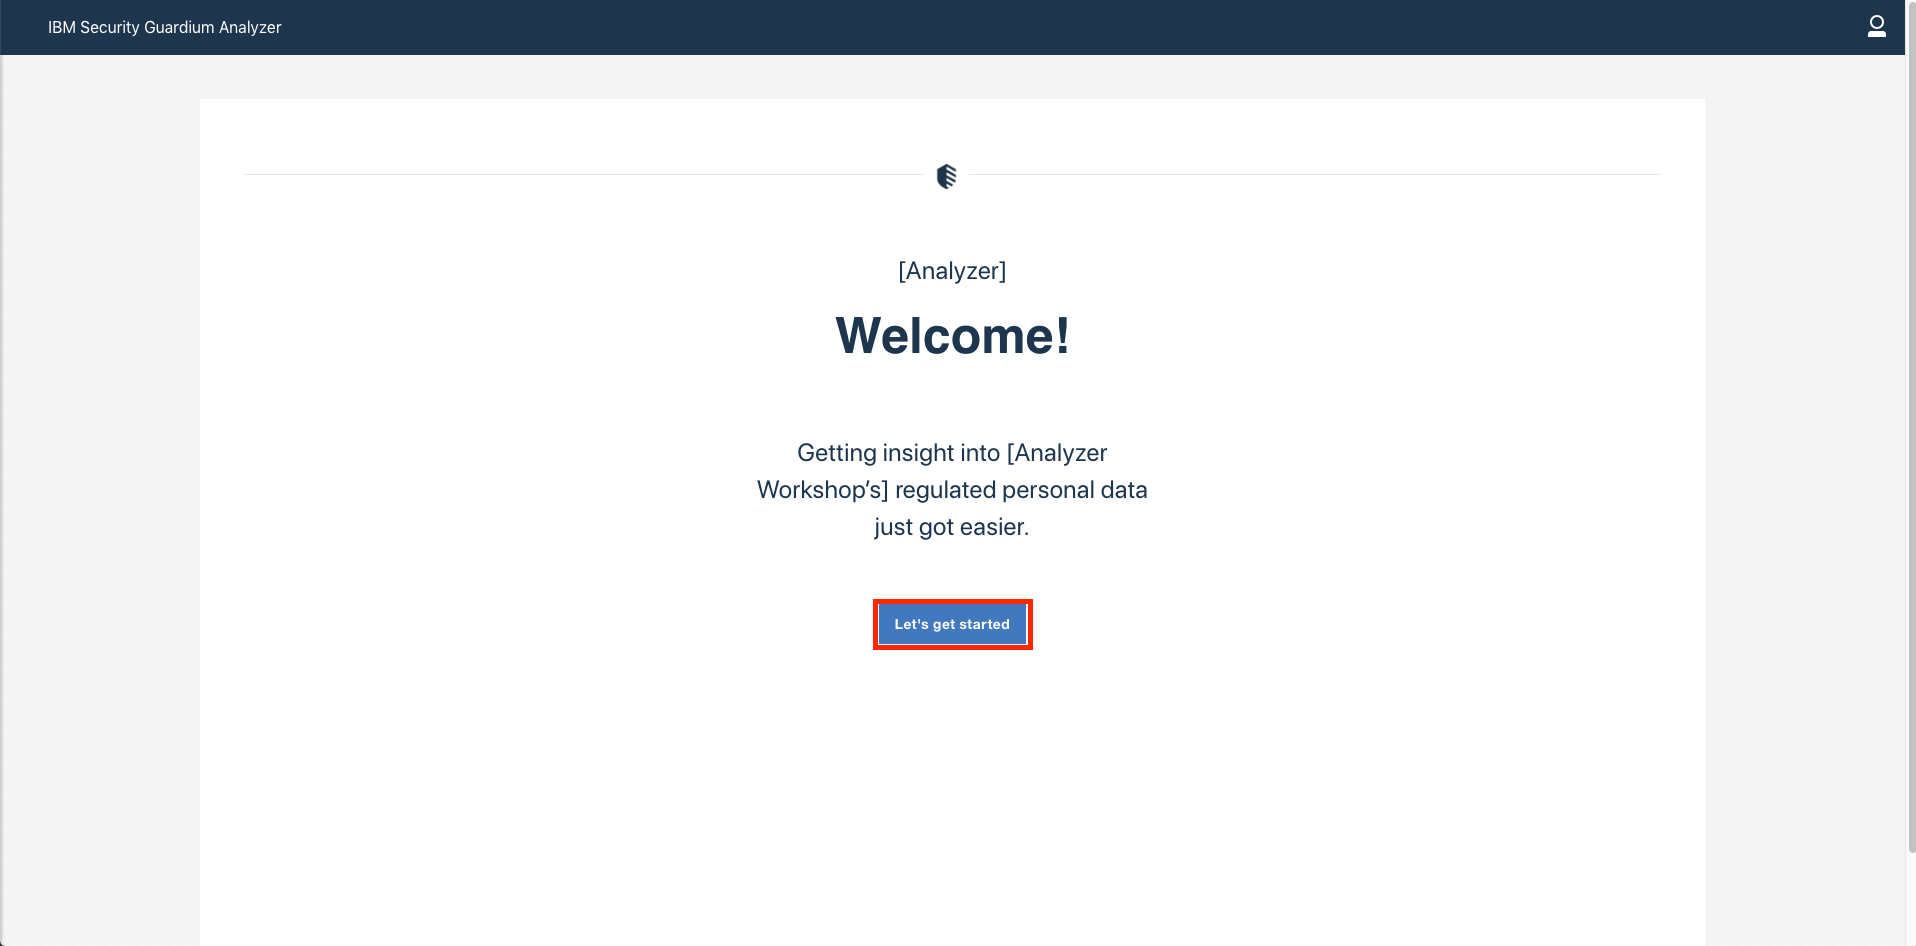 IBM Security Guardium Analyzer
[Analyzer]
Welcome!
Getting insight into [Analyzer
Workshop’s] regulated personal data
just got easier.
Let's get started